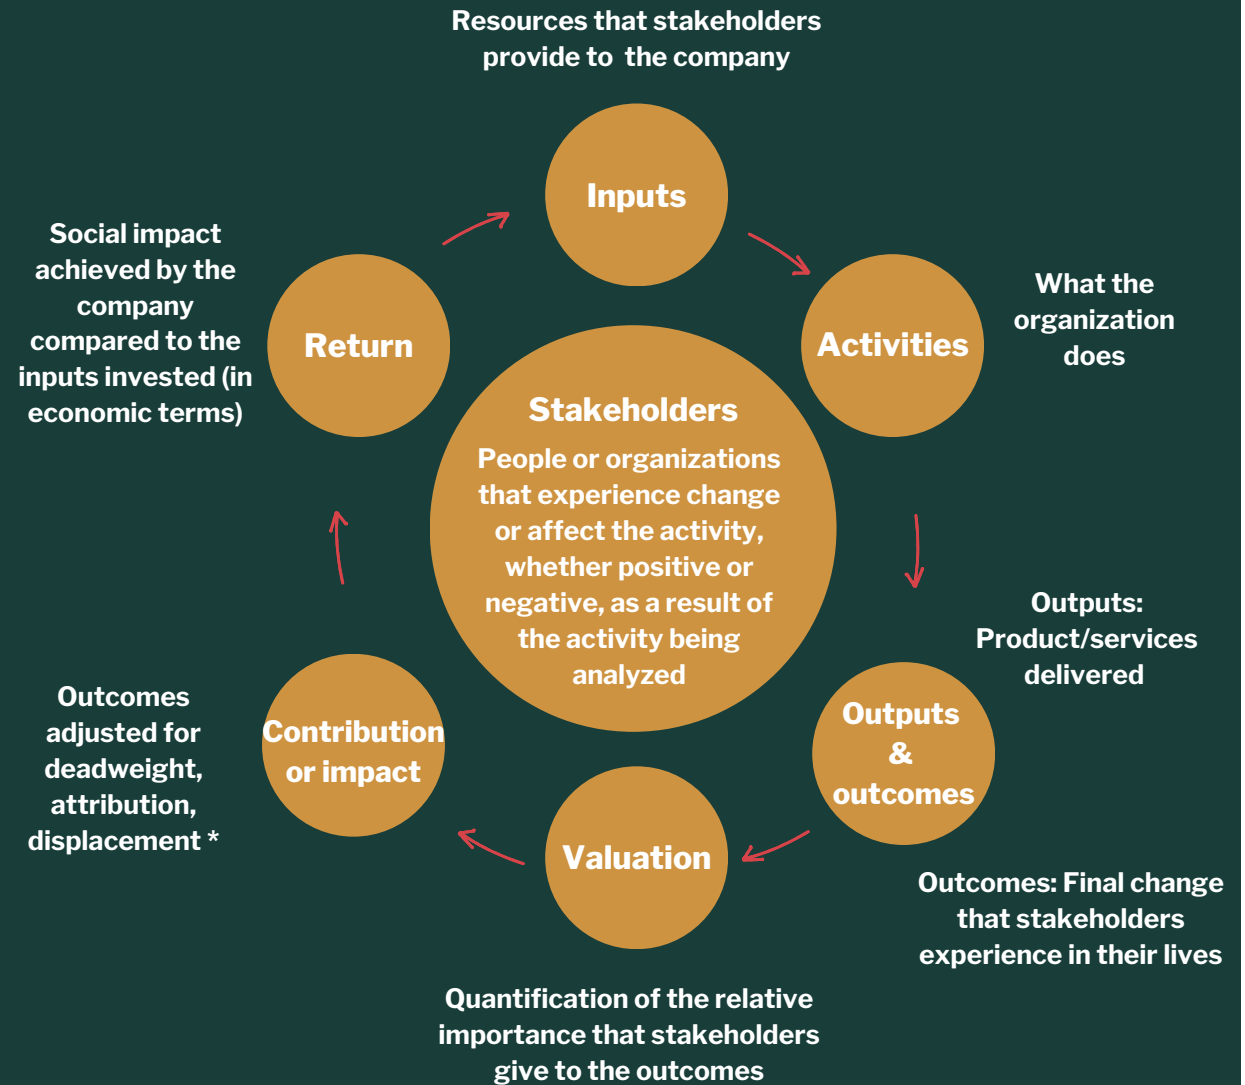 Resources that stakeholders
provide to the company
Inputs
Activities
What the
organization
does
Outputs:
Product/services
delivered
Outputs
&
outcomes
Outcomes: Final change
that stakeholders
experience in their lives
Valuation
Quantification of the relative
importance that stakeholders
give to the outcomes
Contribution
or impact
Outcomes
adjusted for
deadweight,
attribution,
displacement *
Return
Social impact
achieved by the
company
compared to the
inputs invested (in
economic terms)
Stakeholders
People or organizations
that experience change
or affect the activity,
whether positive or
negative, as a result of
the activity being
analyzed